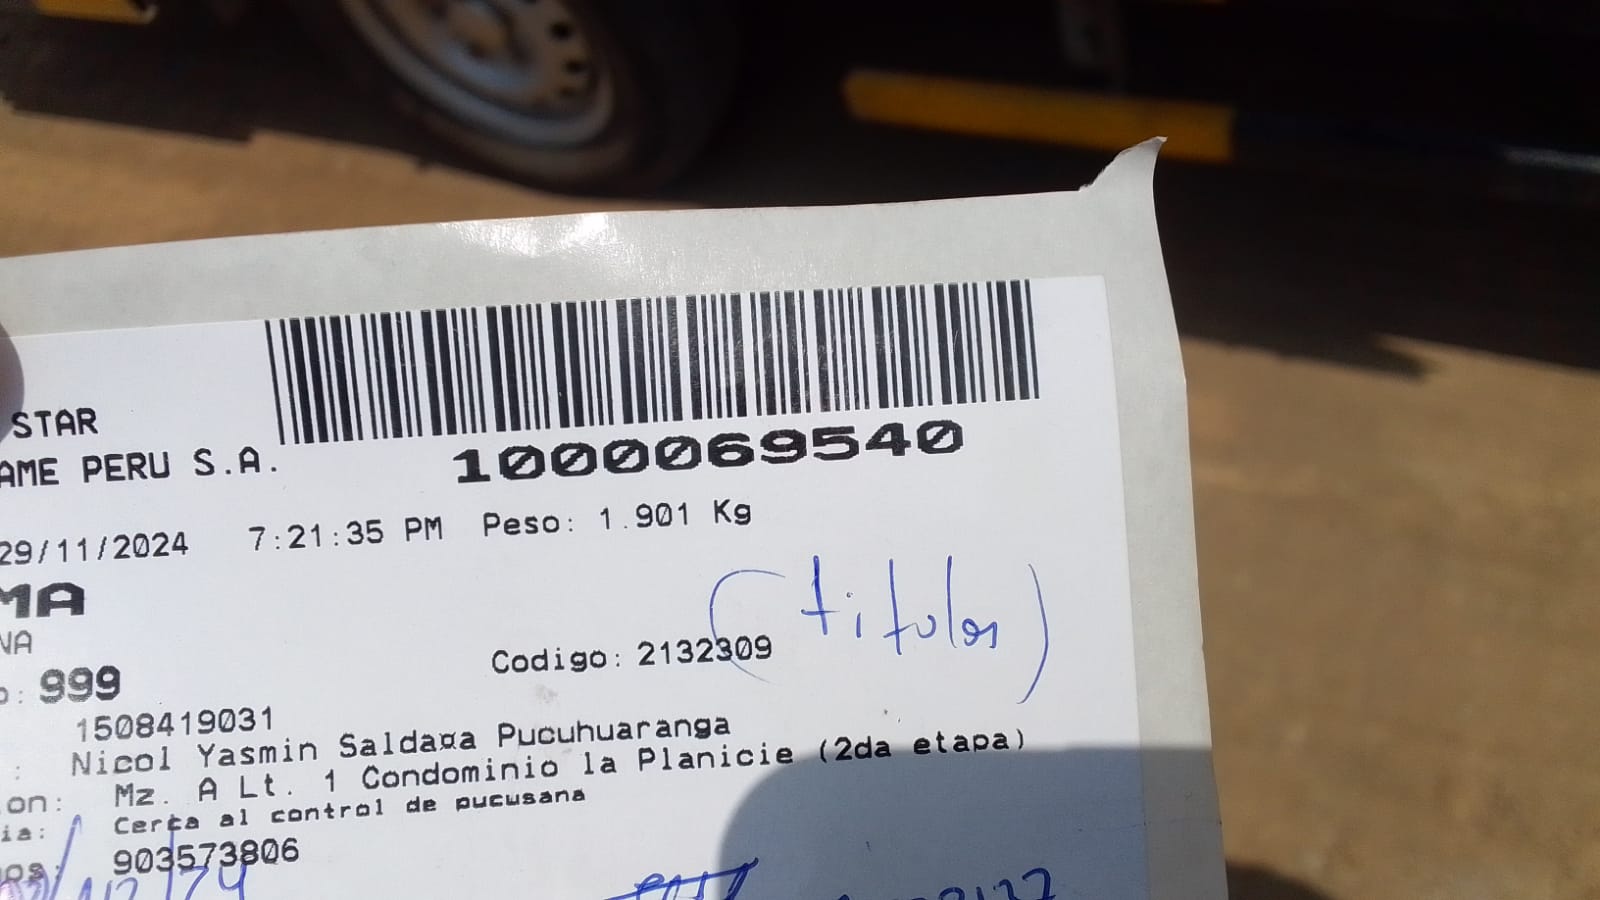 STAR
AME PERU S.A.
1000069540
29/11/2024 7:21:35 PM Peso: 1.901 Kg
MA
NA
(titulos)
Codigo: 2132309
o: 999
1508419031
: Nicol Yasmin Saldaña Pucuhuaranga
on: Mz. A Lt. 1 Condominio la Planicie (2da etapa)
ia: Cerca al control de pucusana
os: 903573806